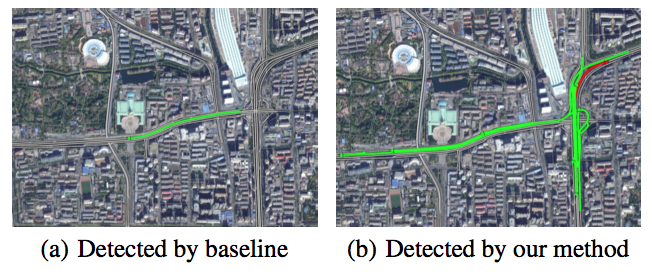 (a) Detected by baseline
(b) Detected by our method